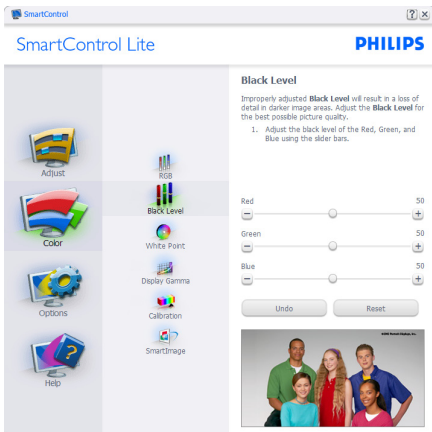 SmartControl
SmartControl Lite
PHILIPS
Adjust
Color
Options
Help
RGB
Black Level
White Point
Display Gamma
Calibration
SmartImage
Black Level
Improperly adjusted Black Level will result in a loss of
detail in darker image areas. Adjust the Black Level for
the best possible picture quality.
1. Adjust the black level of the Red, Green, and
Blue using the slider bars.
Red 50
Green 50
Blue 50
Undo Reset